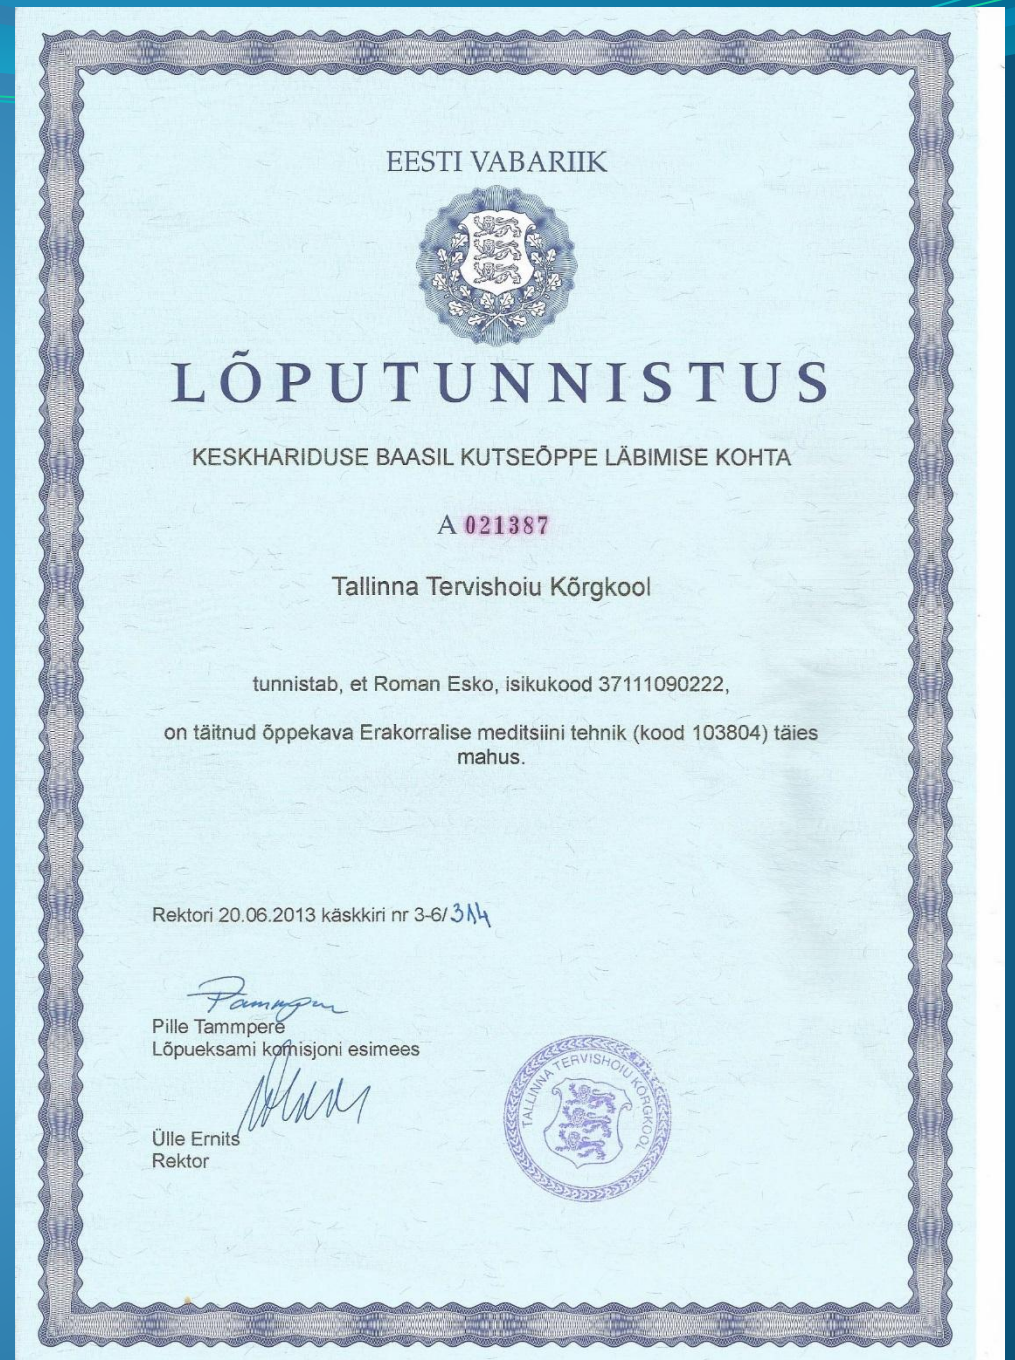 EESTI VABARIIK
LÕPUTUNNISTUS
KESKHARIDUSE BAASIL KUTSEÕPPE LÄBIMISE KOHTA
A 021387
Tallinna Tervishoiu Kõrgkool
tunnistab, et Roman Esko, isikukood 37111090222,
on täitnud õppekava Erakorralise meditsiini tehnik (kood 103804) täies
mahus.
Rektori 20.06.2013 käskkiri nr 3-6/314
Pille Tammpere
Lõpueksami komisjoni esimees
Ülle Ernits
Rektor
TALLINNA TERVISHOIU KÕRGKOOL